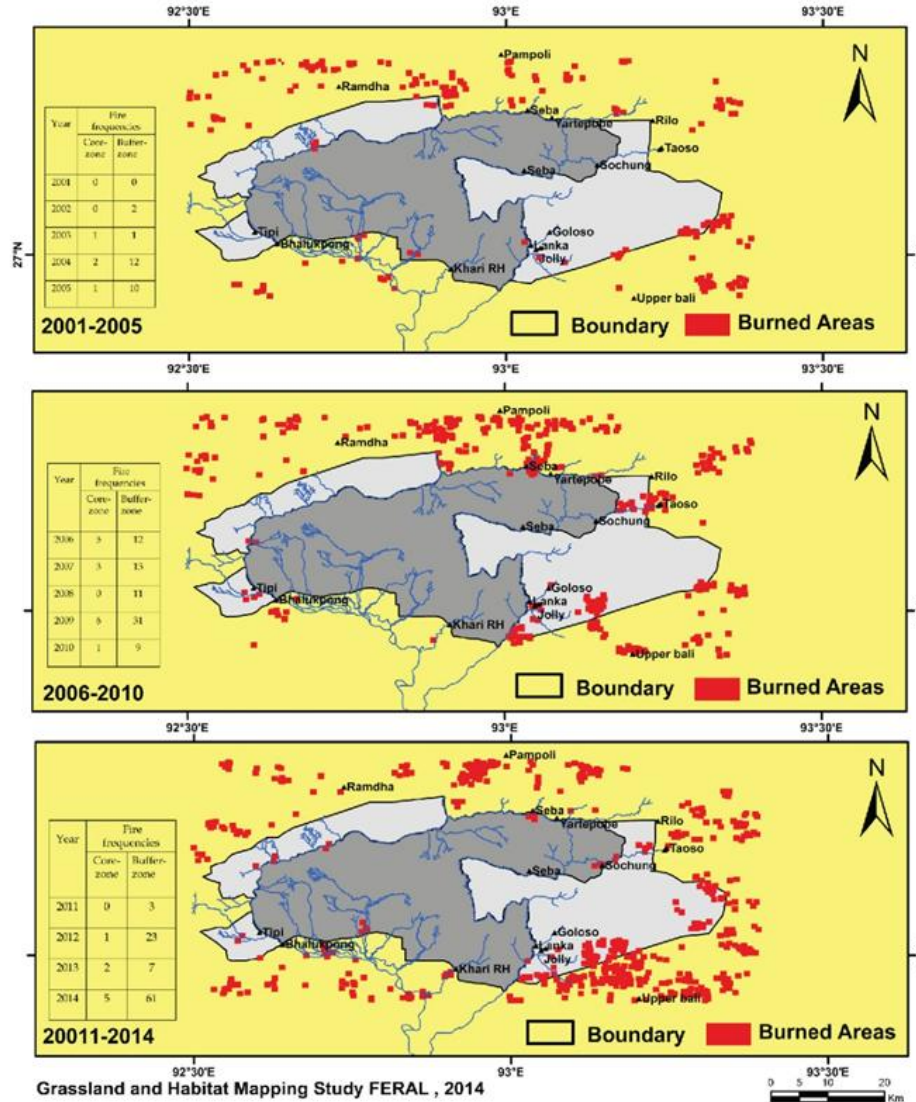 92°30'E 93°E 93°30'E
Pampoli
N
Ramdha
Seba
Yartepobe
Rilo
Taoso
Year Fire frequencies
Core-zone Buffer-zone
2001 0 0
2002 0 2
2003 1 1
2004 2 12
2005 1 10
Seba
Sochung
Tipi
Bhalukpong
Goloso
Lanka
Jolly
27°N
Khari RH
Upper bali
2001-2005
Boundary Burned Areas
92°30'E 93°E 93°30'E
Pampoli
N
Ramdha
Seba
Yartepobe
Rilo
Taoso
Year Fire frequencies
Core-zone Buffer-zone
2006 12
2007 3
2008 0 11
2009 31
2010 1 9
Sochung
Seba
Tipi
Bhalukpong
Goloso
Lanka
Jolly
Khari RH
Upper bali
2006-2010
Boundary Burned Areas
92°30'E 93°E 93°30'E
Pampoli
N
Ramdha
Seba
Yartepobe
Rilo
Taoso
Year Fire frequencies
Core-zone Buffer-zone
2011 0 3
2012 1 23
2013 2 7
2014 5 61
Sochung
Seba
Tipi
Bhalukpong
Goloso
Lanka
Jolly
Khari RH
Upper bali
20011-2014
Boundary Burned Areas
92°30'E 93°E 93°30'E
Grassland and Habitat Mapping Study FERAL , 2014
0 5 10 20
Km